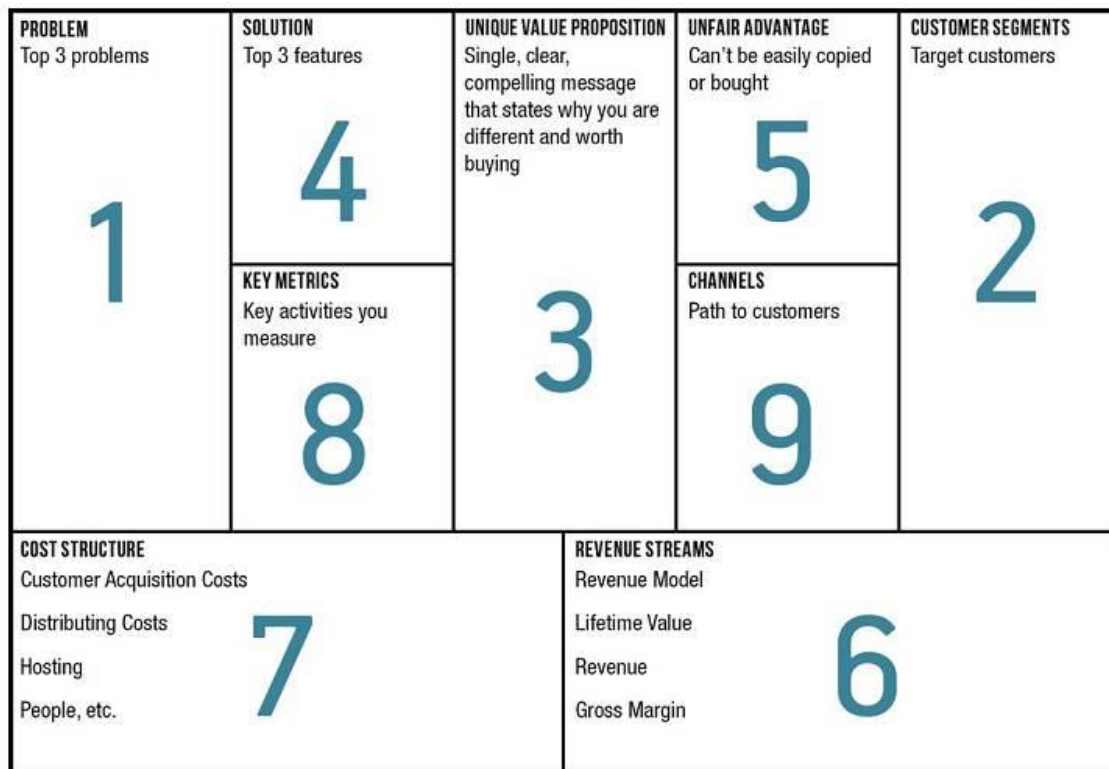 PROBLEM
Top 3 problems
1
SOLUTION
Top 3 features
4
KEY METRICS
Key activities you
measure
8
UNIQUE VALUE PROPOSITION
Single, clear,
compelling message
that states why you are
different and worth
buying
3
UNFAIR ADVANTAGE
Can't be easily copied
or bought
5
CHANNELS
Path to customers
9
CUSTOMER SEGMENTS
Target customers
2
COST STRUCTURE
Customer Acquisition Costs
Distributing Costs
Hosting
People, etc.
7
REVENUE STREAMS
Revenue Model
Lifetime Value
Revenue
Gross Margin
6